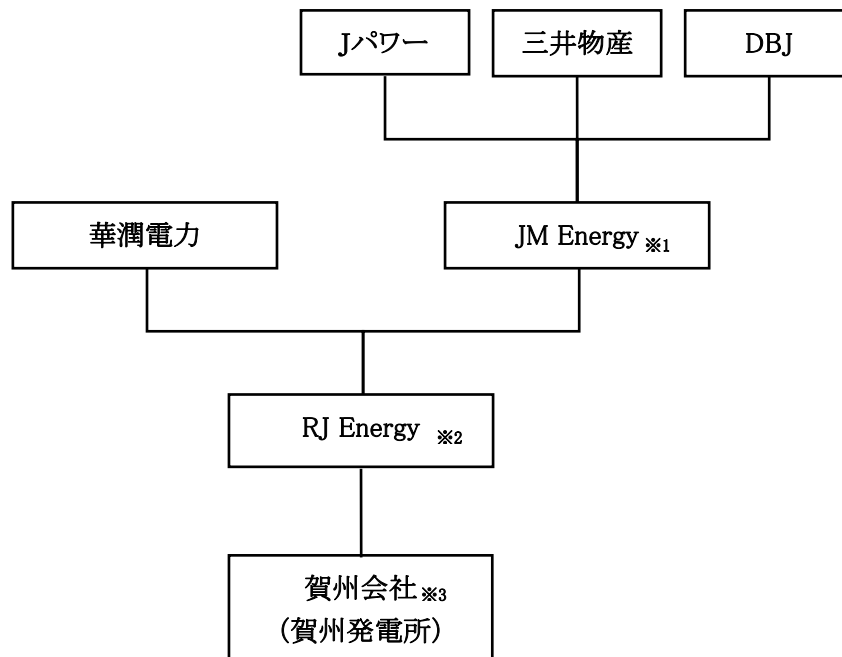 Jパワー
三井物産
DBJ
華潤電力
JM Energy ※1
RJ Energy ※2
賀州会社※3
(賀州発電所)